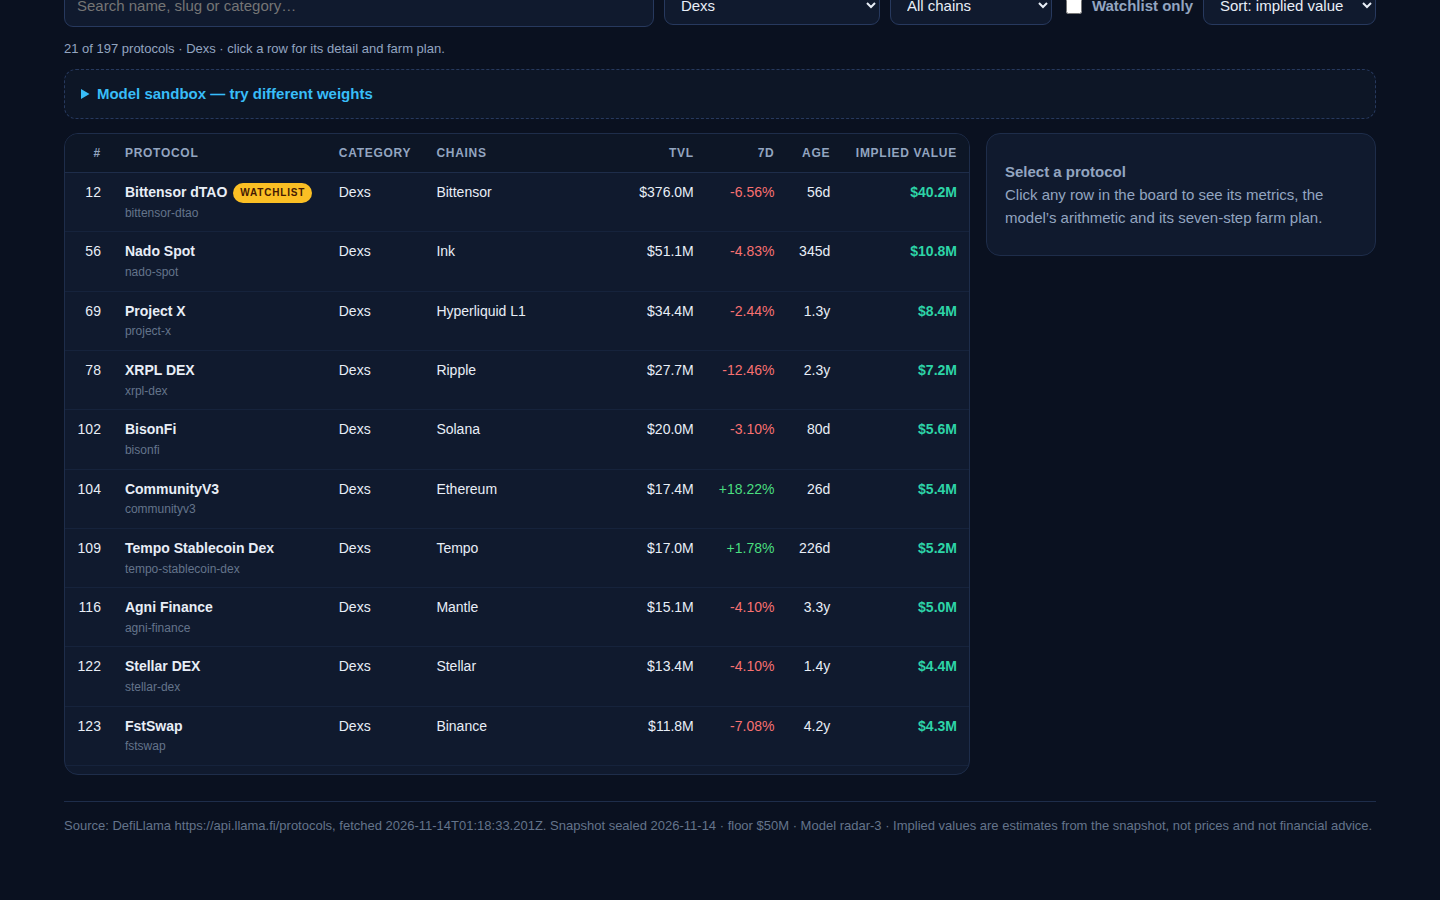 Search name, slug or category…
Dexs
All chains
Watchlist only
Sort: implied value
21 of 197 protocols · Dexs · click a row for its detail and farm plan.
▶ Model sandbox — try different weights
# PROTOCOL CATEGORY CHAINS TVL 7D AGE IMPLIED VALUE
12 Bittensor dTAO WATCHLIST Dexs Bittensor $376.0M -6.56% 56d $40.2M
bittensor-dtao
56 Nado Spot Dexs Ink $51.1M -4.83% 345d $10.8M
nado-spot
69 Project X Dexs Hyperliquid L1 $34.4M -2.44% 1.3y $8.4M
project-x
78 XRPL DEX Dexs Ripple $27.7M -12.46% 2.3y $7.2M
xrpl-dex
102 BisonFi Dexs Solana $20.0M -3.10% 80d $5.6M
bisonfi
104 CommunityV3 Dexs Ethereum $17.4M +18.22% 26d $5.4M
communityv3
109 Tempo Stablecoin Dex Dexs Tempo $17.0M +1.78% 226d $5.2M
tempo-stablecoin-dex
116 Agni Finance Dexs Mantle $15.1M -4.10% 3.3y $5.0M
agni-finance
122 Stellar DEX Dexs Stellar $13.4M -4.10% 1.4y $4.4M
stellar-dex
123 FstSwap Dexs Binance $11.8M -7.08% 4.2y $4.3M
fstswap
Select a protocol
Click any row in the board to see its metrics, the
model's arithmetic and its seven-step farm plan.
Source: DefiLlama https://api.llama.fi/protocols, fetched 2026-11-14T01:18:33.201Z. Snapshot sealed 2026-11-14 · floor $50M · Model radar-3 · Implied values are estimates from the snapshot, not prices and not financial advice.